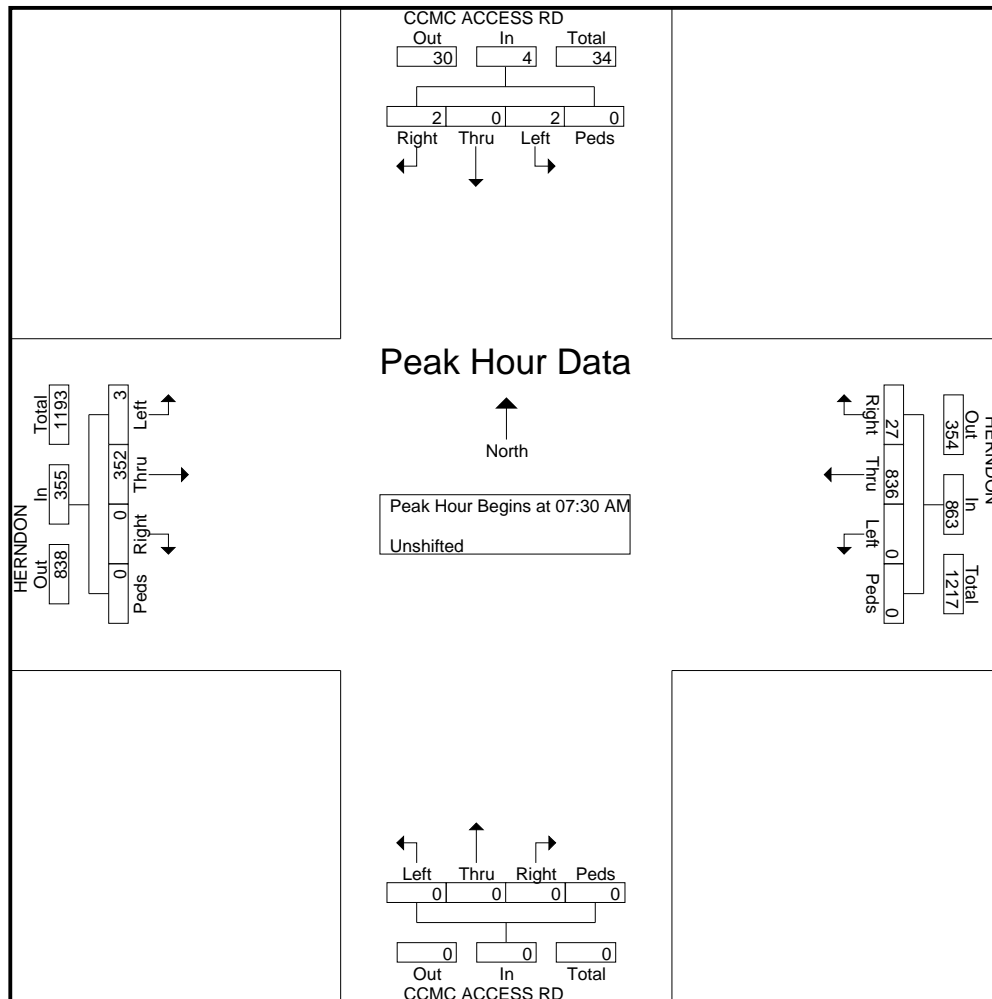 CCMC ACCESS RD
Out In Total
30 4 34
2 0 2 0
Right Thru Left Peds
Peak Hour Data
North
Peak Hour Begins at 07:30 AM
Unshifted
HERNDON
Total In Out
1193 355 838
3 352 0 0
Left Thru Right Peds
HERNDON
Out In Total
354 863 1217
27 836 0 0
Right Thru Left Peds
Left Thru Right Peds
0 0 0 0
0 0 0
Out In Total
CCMC ACCESS RD